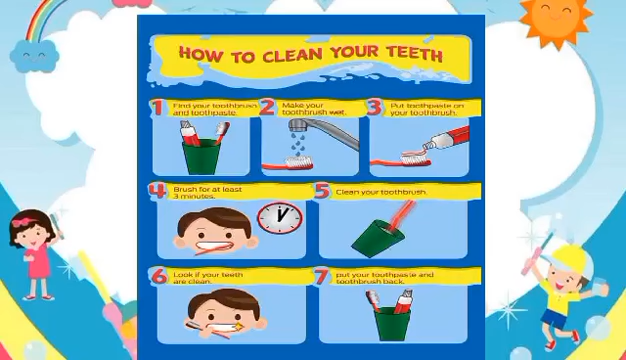 HOW TO CLEAN YOUR TEETH
1 Find your toothbrush
and toothpaste.
2 Make your
toothbrush wet.
3 Put toothpaste on
your toothbrush.
4 Brush for at least
3 minutes.
5 Clean your toothbrush.
6 Look if your teeth
are clean.
7 put your toothpaste and
toothbrush back.